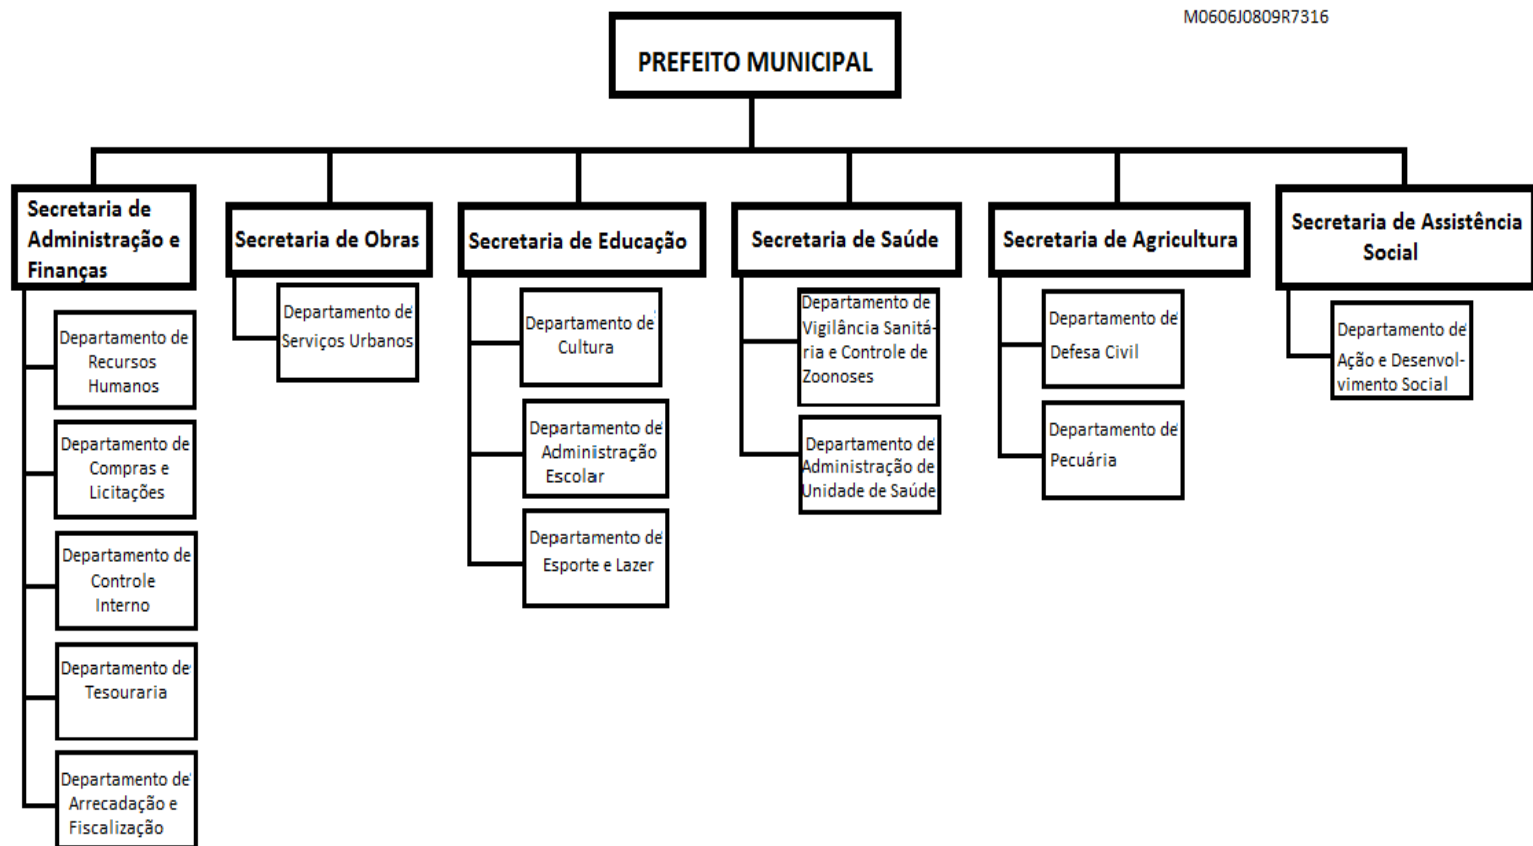 M0606J0809R7316
PREFEITO MUNICIPAL
Secretaria de
Administração e
Finanças
Departamento de
Recursos
Humanos
Departamento de
Compras e
Licitações
Departamento de
Controle
Interno
Departamento de
Tesouraria
Departamento de
Arrecadação e
Fiscalização
Secretaria de Obras
Departamento de
Serviços Urbanos
Secretaria de Educação
Departamento de
Cultura
Departamento de
Administração
Escolar
Departamento de
Esporte e Lazer
Secretaria de Saúde
Departamento de
Vigilância Sanitá-
ria e Controle de
Zoonoses
Departamento de
Administração de
Unidade de Saúde
Secretaria de Agricultura
Departamento de
Defesa Civil
Departamento de
Pecuária
Secretaria de Assistência
Social
Departamento de
Ação e Desenvol-
vimento Social